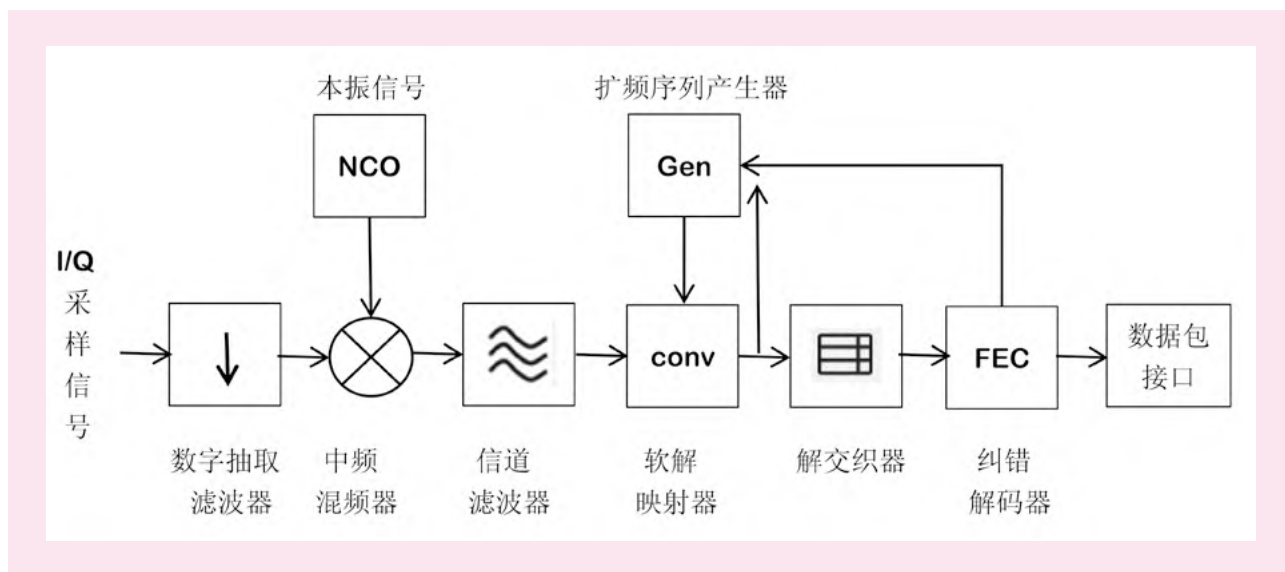 本振信号
扩频序列产生器
NCO
Gen
I/Q
采
样
信
号
conv
FEC
数据包
接口
数字抽取
滤波器
中频
混频器
信道
滤波器
软解
映射器
解交织器
纠错
解码器